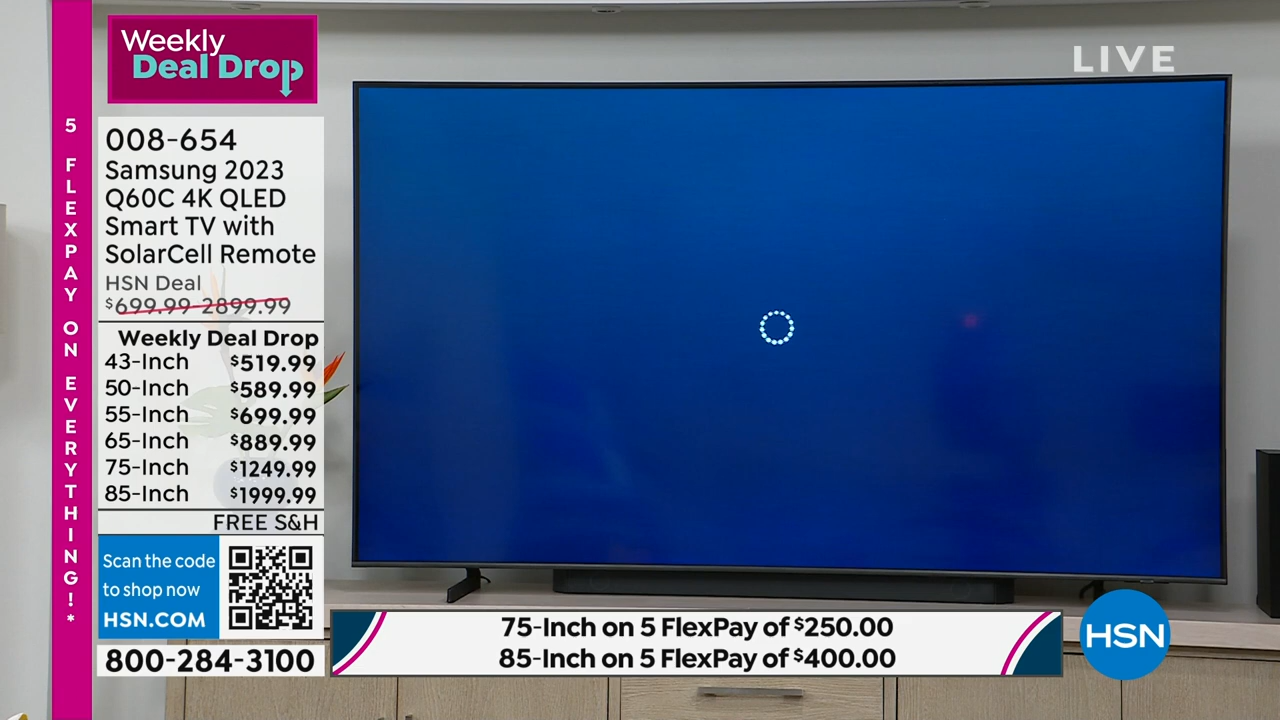 Weekly
Deal Drop
LIVE
5 FLEXPAY ON EVERYTHING!*
008-654
Samsung 2023
Q60C 4K QLED
Smart TV with
SolarCell Remote
HSN Deal
$699.99-2899.99
Weekly Deal Drop
43-Inch $519.99
50-Inch $589.99
55-Inch $699.99
65-Inch $889.99
75-Inch $1249.99
85-Inch $1999.99
FREE S&H
Scan the code
to shop now
HSN.COM
800-284-3100
75-Inch on 5 FlexPay of $250.00
85-Inch on 5 FlexPay of $400.00
HSN